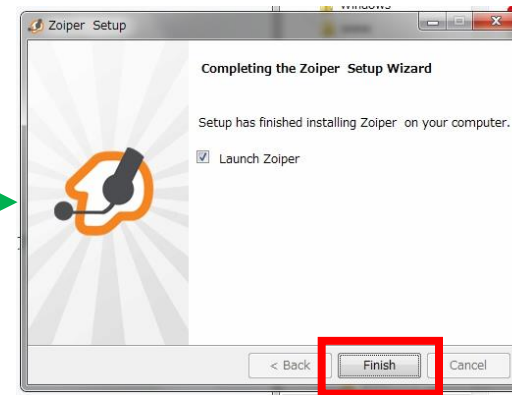 Windows
Zoiper Setup
Completing the Zoiper Setup Wizard
Setup has finished installing Zoiper on your computer.
Launch Zoiper
< Back
Finish
Cancel